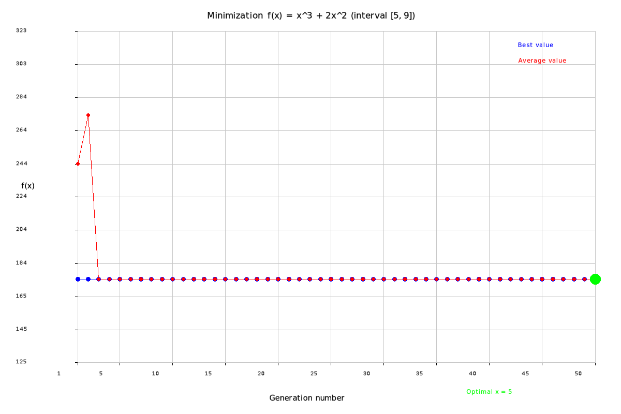 Minimization f(x) = x^3 + 2x^2 (interval [5, 9])
323
Best value
Average value
303
284
264
244
f(x)
224
204
184
165
145
125
1 5 10 15 20 25 30 35 40 45 50
Optimal x = 5
Generation number